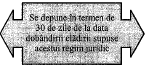 Se depune în termen de
30 de zile de la data
dobândirii clădirii supuse
acestui regim juridic